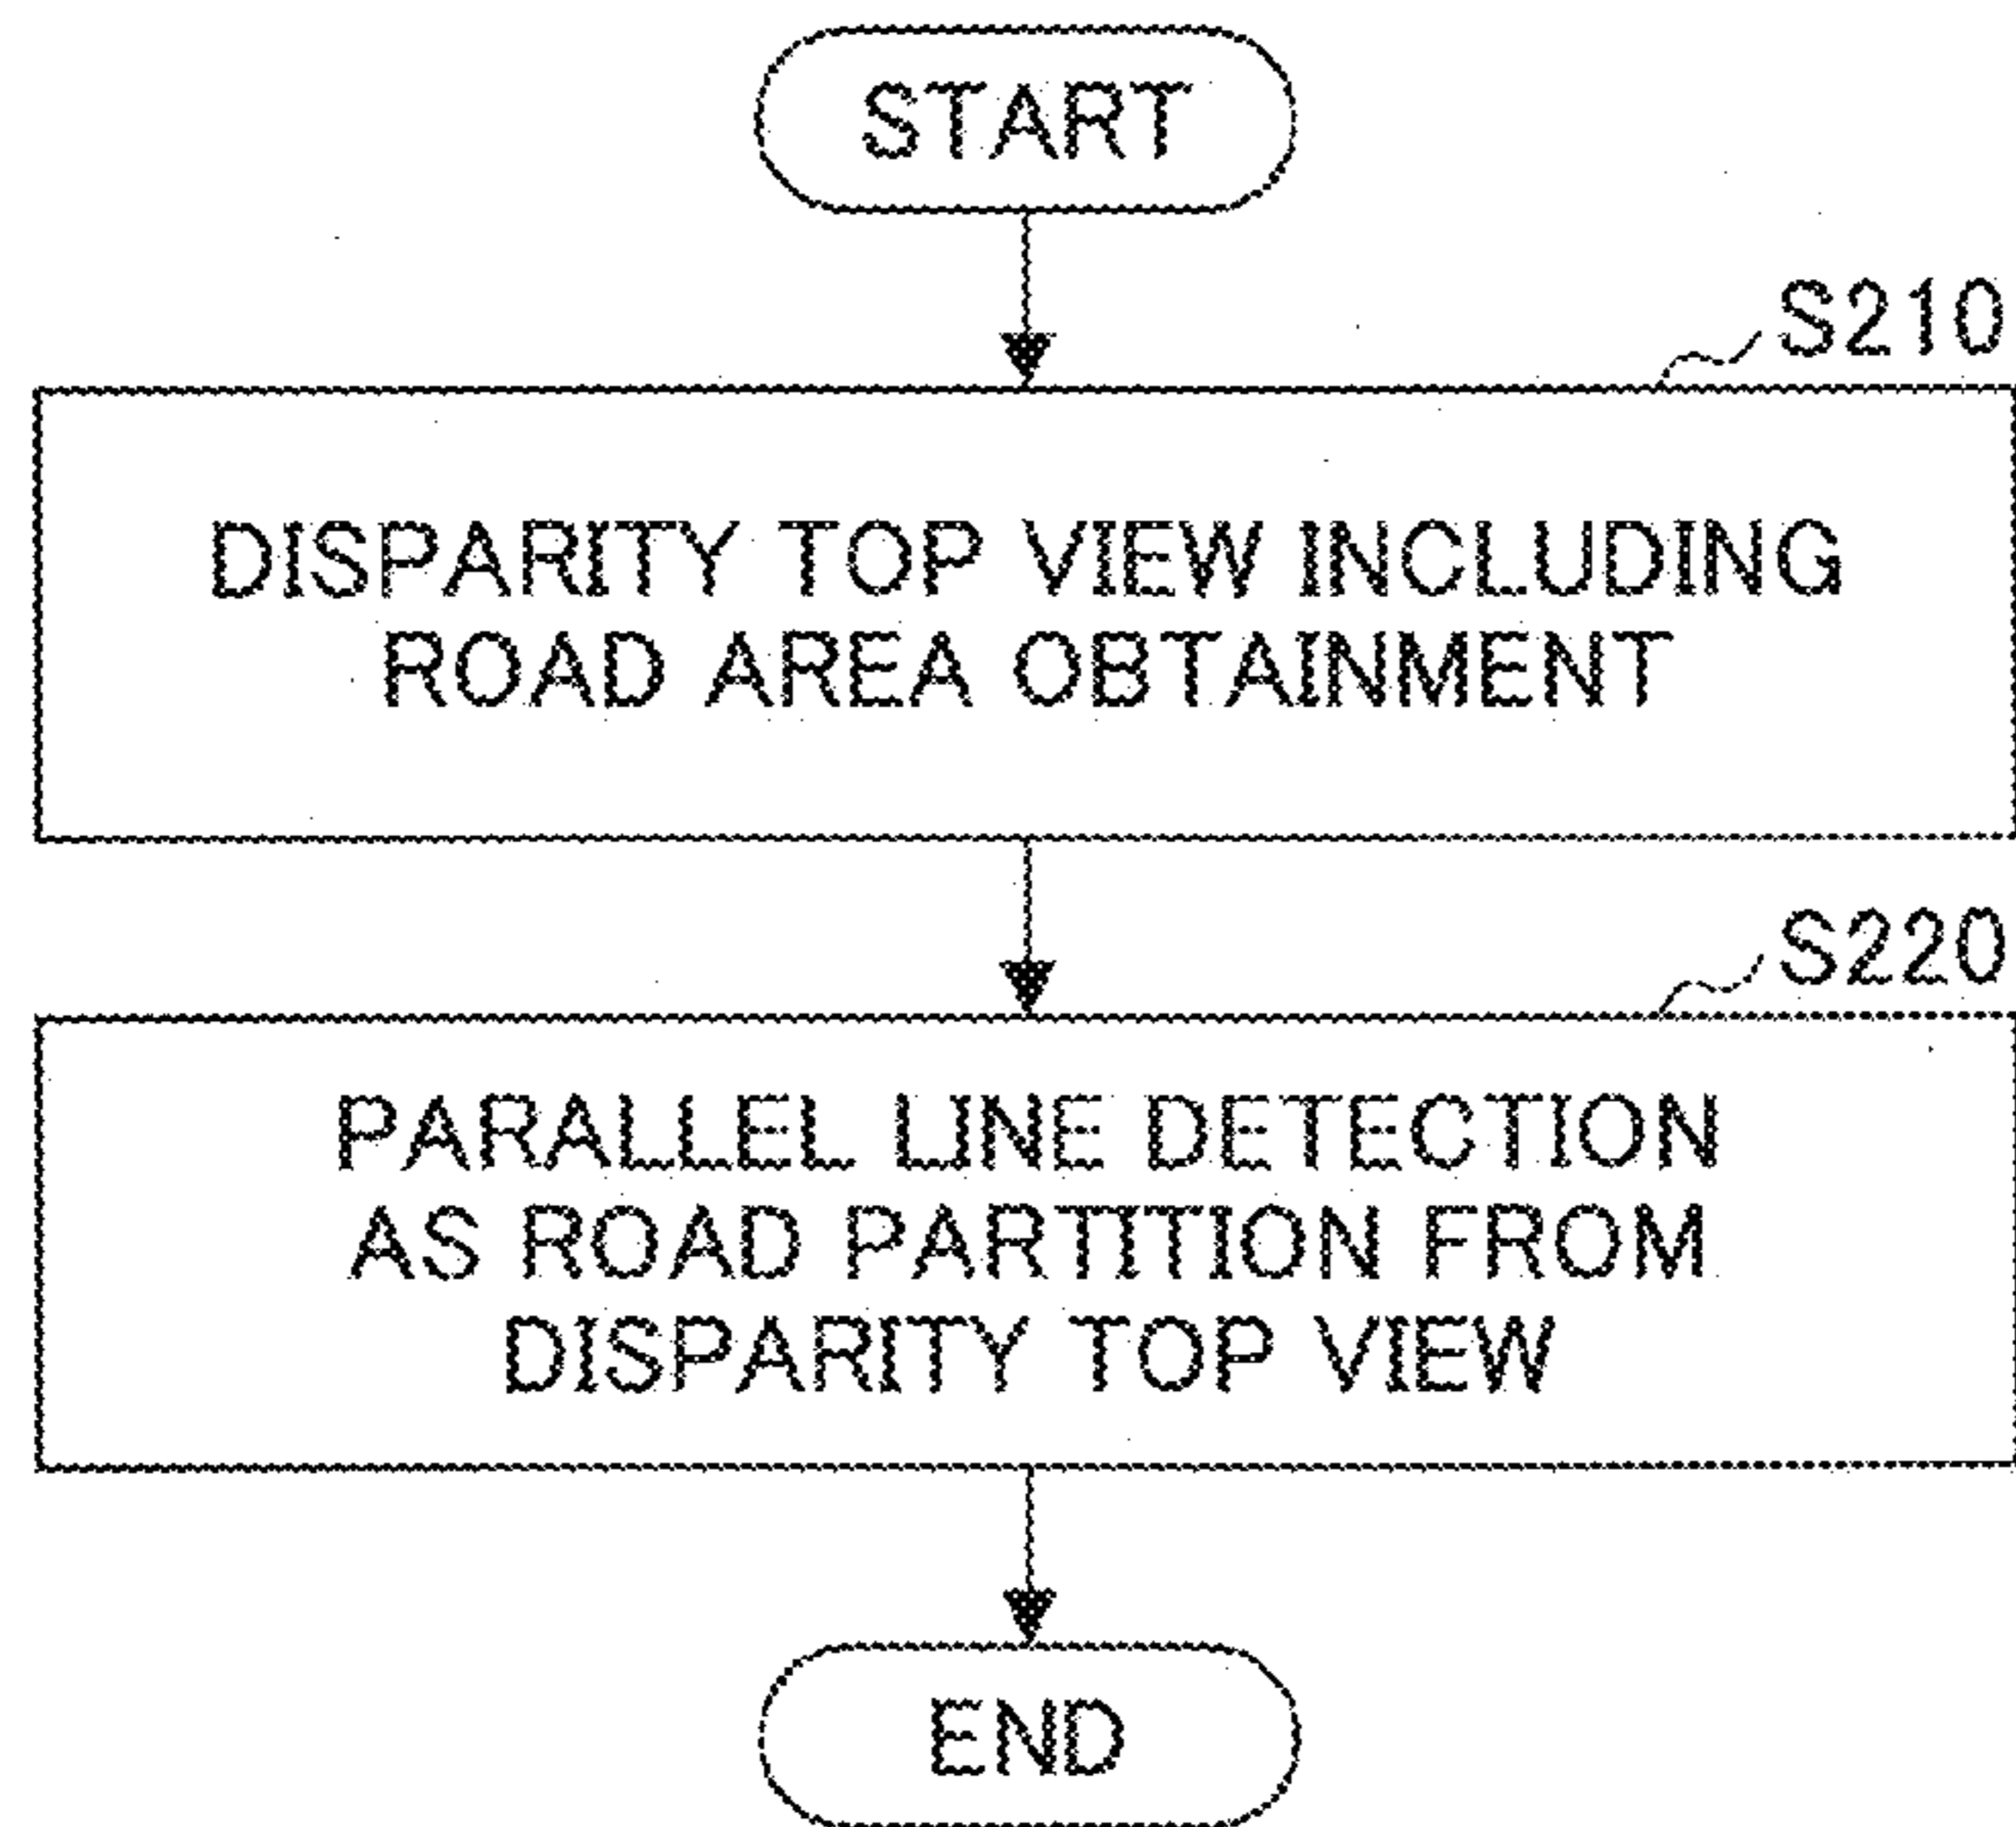 START
S210
DISPARITY TOP VIEW INCLUDING
ROAD AREA OBTAINMENT
S220
PARALLEL LINE DETECTION
AS ROAD PARTITION FROM
DISPARITY TOP VIEW
END